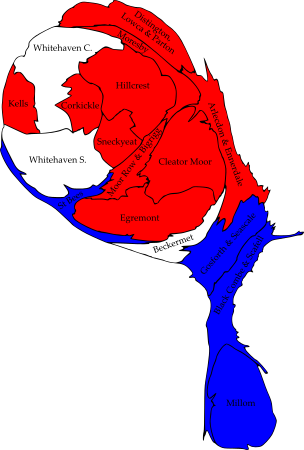 Distington,
Lowca & Parton
Moresby
Whitehaven C.
Hillcrest
Kells
Corkickle
Arlecdon & Ennerdale
Sneckyeat
Whitehaven S.
Cleator Moor
Moor Row & Bigrigg
St Bees
Egremont
Beckermet
Gosforth & Seascale
Black Combe & Scafell
Millom